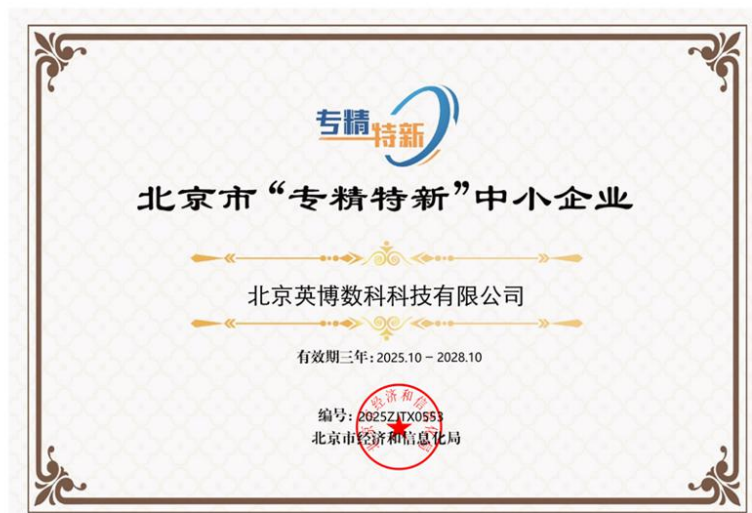 专精特新
北京市“专精特新”中小企业
北京英博数科科技有限公司
有效期三年：2025.10 – 2028.10
编号：2025ZJTX0553
北京市经济和信息化局